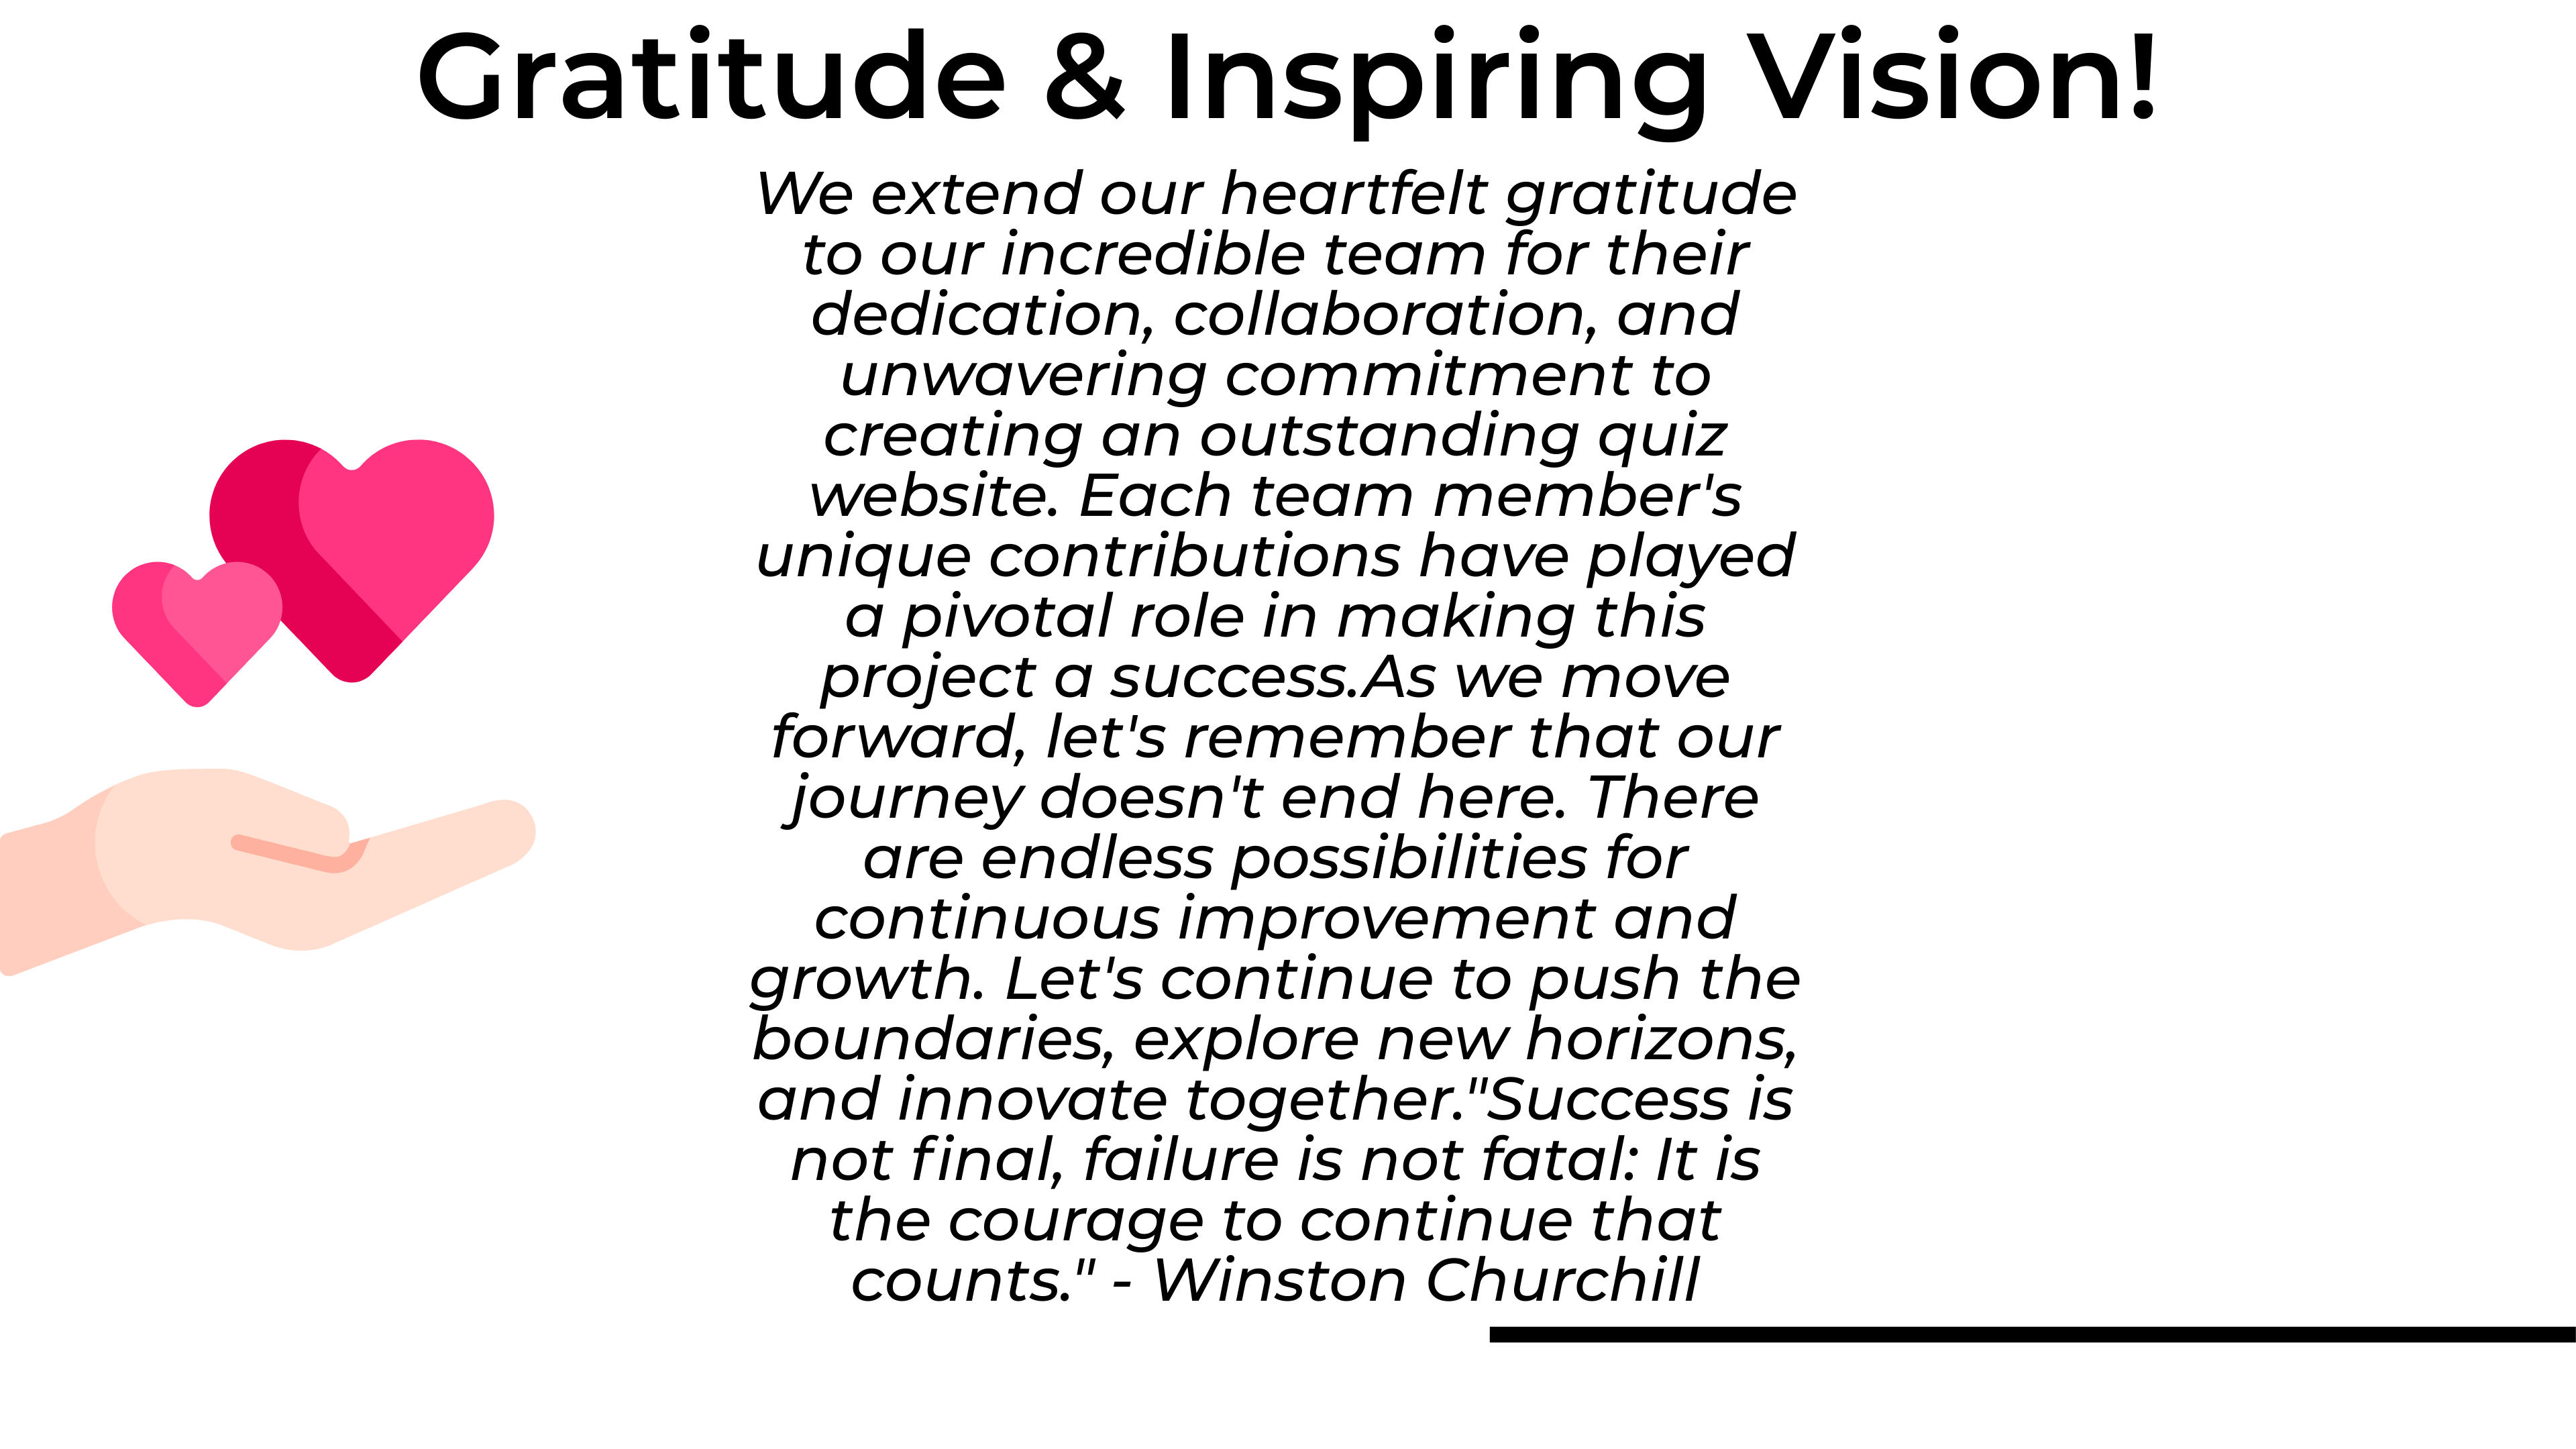 Gratitude & Inspiring Vision!
We extend our heartfelt gratitude
to our incredible team for their
dedication, collaboration, and
unwavering commitment to
creating an outstanding quiz
website. Each team member's
unique contributions have played
a pivotal role in making this
project a success.As we move
forward, let's remember that our
journey doesn't end here. There
are endless possibilities for
continuous improvement and
growth. Let's continue to push the
boundaries, explore new horizons,
and innovate together."Success is
not final, failure is not fatal: It is
the courage to continue that
counts." - Winston Churchill